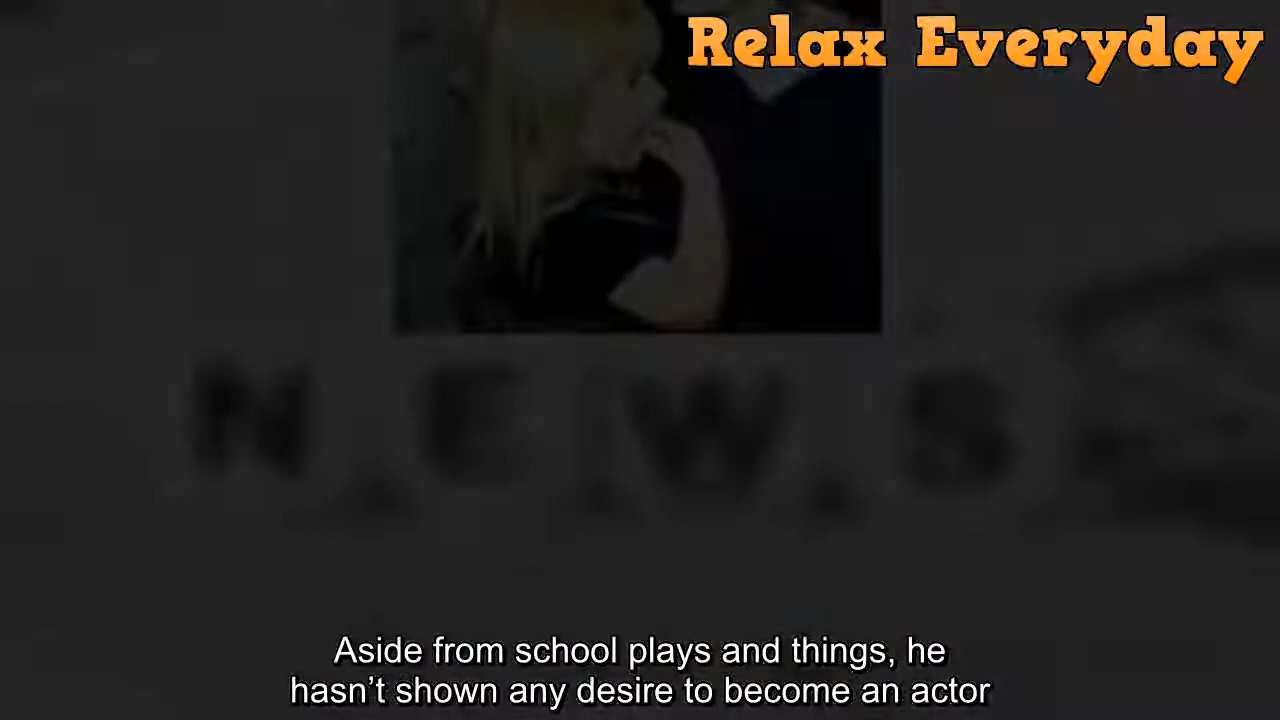 Relax Everyday
N E W S
Aside from school plays and things, he
hasn’t shown any desire to become an actor